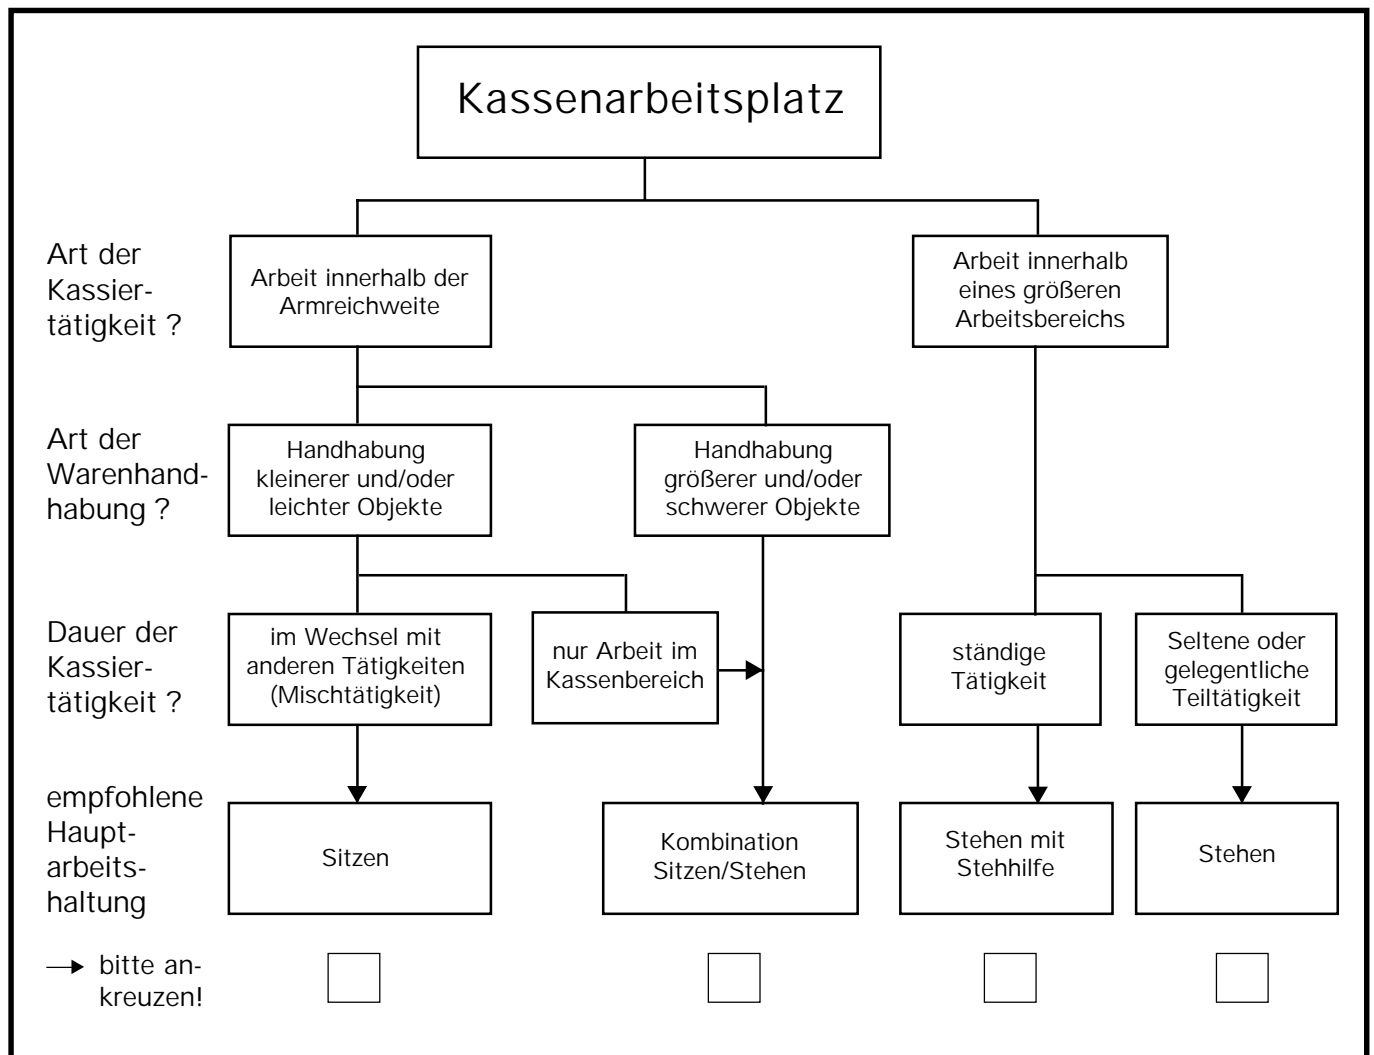 Kassenarbeitsplatz
Art der
Kassier-
tätigkeit ?
Arbeit innerhalb der
Armreichweite
Arbeit innerhalb
eines größeren
Arbeitsbereichs
Art der
Warenhand-
habung ?
Handhabung
kleinerer und/oder
leichter Objekte
Handhabung
größerer und/oder
schwerer Objekte
Dauer der
Kassier-
tätigkeit ?
im Wechsel mit
anderen Tätigkeiten
(Mischtätigkeit)
nur Arbeit im
Kassenbereich
ständige
Tätigkeit
Seltene oder
gelegentliche
Teiltätigkeit
empfohlene
Haupt-
arbeits-
haltung
Sitzen
Kombination
Sitzen/Stehen
Stehen mit
Stehhilfe
Stehen
bitte an-
kreuzen!